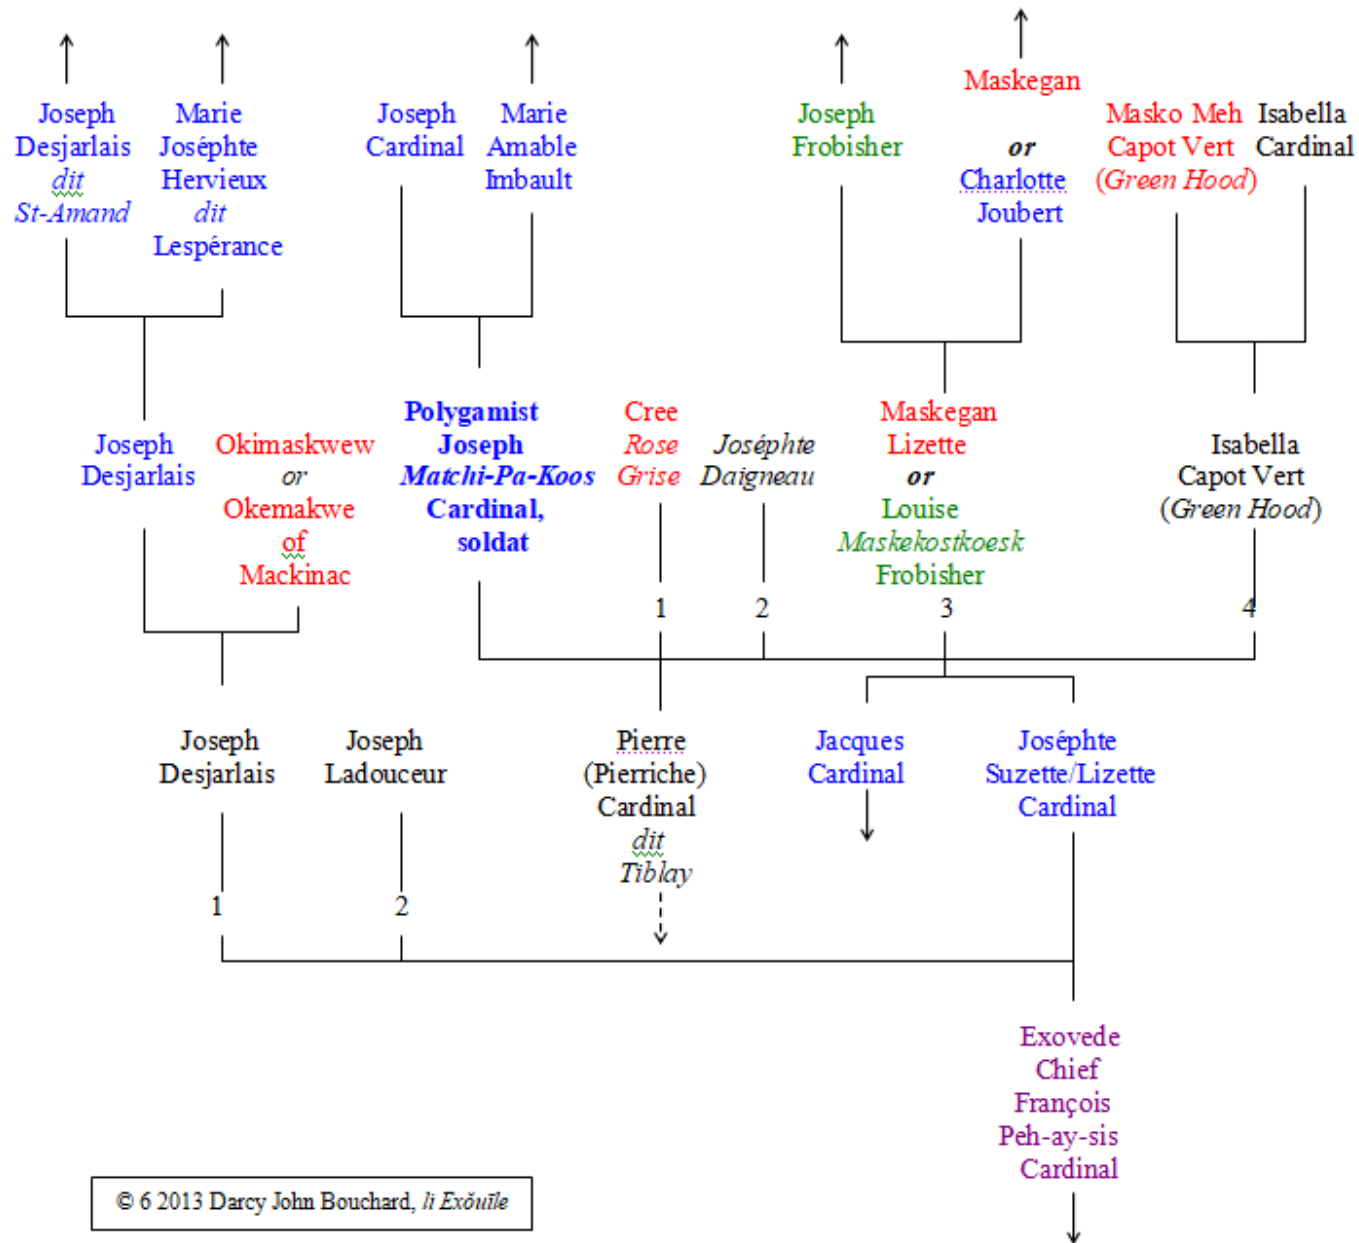 Joseph
Desjarlais
dit
St-Amand
Marie
Joséphte
Hervieux
dit
Lespérance
Joseph
Cardinal
Marie
Amable
Imbault
Joseph
Frobisher
Maskegan
or
Charlotte
Joubert
Masko Meh
Capot Vert
(Green Hood)
Isabella
Cardinal
Joseph
Desjarlais
Okimaskwew
or
Okemakwe
of
Mackinac
Polygamist
Joseph
Matchi-Pa-Koos
Cardinal,
soldat
Cree
Rose
Grise
Joséphte
Daigneau
Maskegan
Lizette
or
Louise
Maskekostkoesk
Frobisher
Isabella
Capot Vert
(Green Hood)
1
2
3
4
Joseph
Desjarlais
Joseph
Ladouceur
Pierre
(Pierriche)
Cardinal
dit
Tiblay
Jacques
Cardinal
Joséphte
Suzette/Lizette
Cardinal
1
2
Exovede
Chief
François
Peh-ay-sis
Cardinal
© 6 2013 Darcy John Bouchard, li Exŏuīle